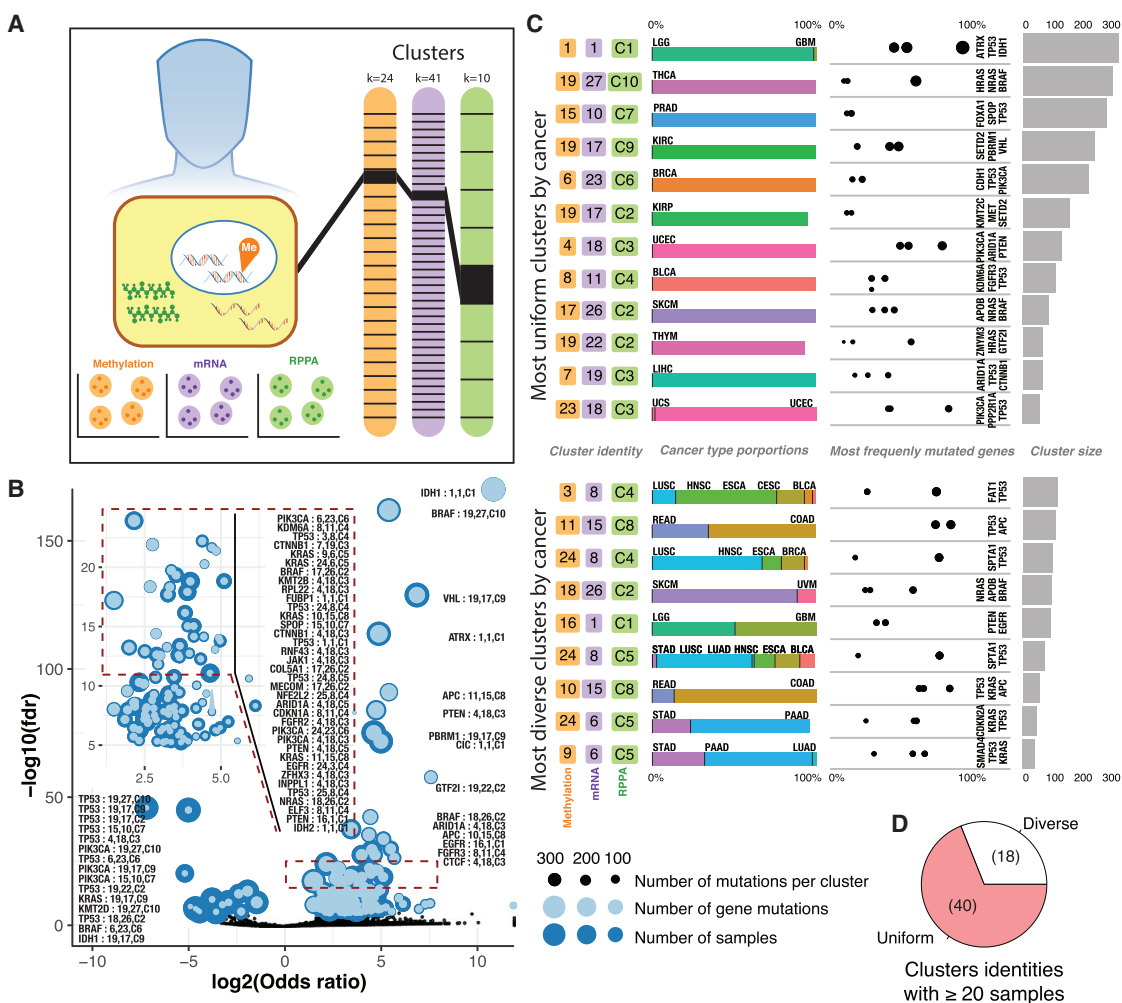 A
Clusters
k=24
k=41
k=10
Me
Methylation
mRNA
RPPA
B
−log10(fdr)
150
100
50
0
−10
−5
0
5
10
log2(Odds ratio)
20
15
10
5
2.5
5.0
IDH1 : 1,1,C1
BRAF : 19,27,C10
VHL : 19,17,C9
ATRX : 1,1,C1
APC : 11,15,C8
PTEN : 4,18,C3
PBRM1 : 19,17,C9
CIC : 1,1,C1
GTF2I : 19,22,C2
BRAF : 18,26,C2
ARID1A : 4,18,C3
APC : 10,15,C8
EGFR : 16,1,C1
FGFR3 : 8,11,C4
CTCF : 4,18,C3
PIK3CA : 6,23,C6
KDM6A : 8,11,C4
TP53 : 3,8,C4
CTNNB1 : 7,19,C3
KRAS : 9,6,C5
KRAS : 24,6,C5
BRAF : 17,26,C2
KMT2B : 4,18,C3
RPL22 : 4,18,C3
FUBP1 : 1,1,C1
TP53 : 24,8,C4
KRAS : 10,15,C8
SPOP : 15,10,C7
CTNNB1 : 4,18,C3
TP53 : 1,1,C1
RNF43 : 4,18,C3
JAK1 : 4,18,C3
COL5A1 : 17,26,C2
TP53 : 24,8,C5
MECOM : 17,26,C2
NFE2L2 : 25,8,C4
ARID1A : 4,18,C5
CDKN1A : 8,11,C4
FGFR2 : 4,18,C3
PIK3CA : 24,23,C6
PIK3CA : 4,18,C3
PTEN : 4,18,C5
KRAS : 11,15,C8
EGFR : 24,3,C4
ZFHX3 : 4,18,C3
INPPL1 : 4,18,C3
TP53 : 25,8,C4
NRAS : 18,26,C2
ELF3 : 8,11,C4
PTEN : 16,1,C1
IDH2 : 1,1,C1
TP53 : 19,27,C10
TP53 : 19,17,C9
TP53 : 19,17,C2
TP53 : 15,10,C7
TP53 : 4,18,C3
PIK3CA : 19,27,C10
TP53 : 6,23,C6
PIK3CA : 19,17,C9
PIK3CA : 15,10,C7
TP53 : 19,22,C2
KRAS : 19,17,C9
KMT2D : 19,27,C10
TP53 : 18,26,C2
BRAF : 6,23,C6
IDH1 : 19,17,C9
C
0% 100% 0% 100% 0 100 200 300
Most uniform clusters by cancer
1 1 C1 LGG GBM ATRX TP53 IDH1
19 27 C10 THCA HRAS NRAS BRAF
15 10 C7 PRAD FOXA1 SPOP TP53
19 17 C9 KIRC SETD2 PBRM1 VHL
6 23 C6 BRCA CDH1 TP53 PIK3CA
19 17 C2 KIRP KMT2C MET SETD2
4 18 C3 UCEC PIK3CA ARID1A PTEN
8 11 C4 BLCA KDM6A FGFR3 TP53
17 26 C2 SKCM APOB NRAS BRAF
19 22 C2 THYM ZMYM3 HRAS GTF2I
7 19 C3 LIHC ARID1A TP53 CTNNB1
23 18 C3 UCS UCEC PIK3CA PPP2R1A TP53
Cluster identity
Cancer type porportions
Most frequenly mutated genes
Cluster size
Most diverse clusters by cancer
3 8 C4 LUSC HNSC ESCA CESC BLCA FAT1 TP53
11 15 C8 READ COAD TP53 APC
24 8 C4 LUSC HNSC ESCA BRCA SPTA1 TP53
18 26 C2 SKCM UVM NRAS APOB BRAF
16 1 C1 LGG GBM PTEN EGFR
24 8 C5 STAD LUSC LUAD HNSC ESCA BLCA SPTA1 TP53
10 15 C8 READ COAD TP53 KRAS APC
24 6 C5 STAD PAAD CDKN2A KRAS TP53
9 6 C5 STAD PAAD LUAD SMAD4 TP53 KRAS
Methylation
mRNA
RPPA
0% 100% 0% 100% 0 100 200 300
300 200 100
Number of mutations per cluster
Number of gene mutations
Number of samples
D
Diverse
(18)
(40)
Uniform
Clusters identities
with ≥ 20 samples